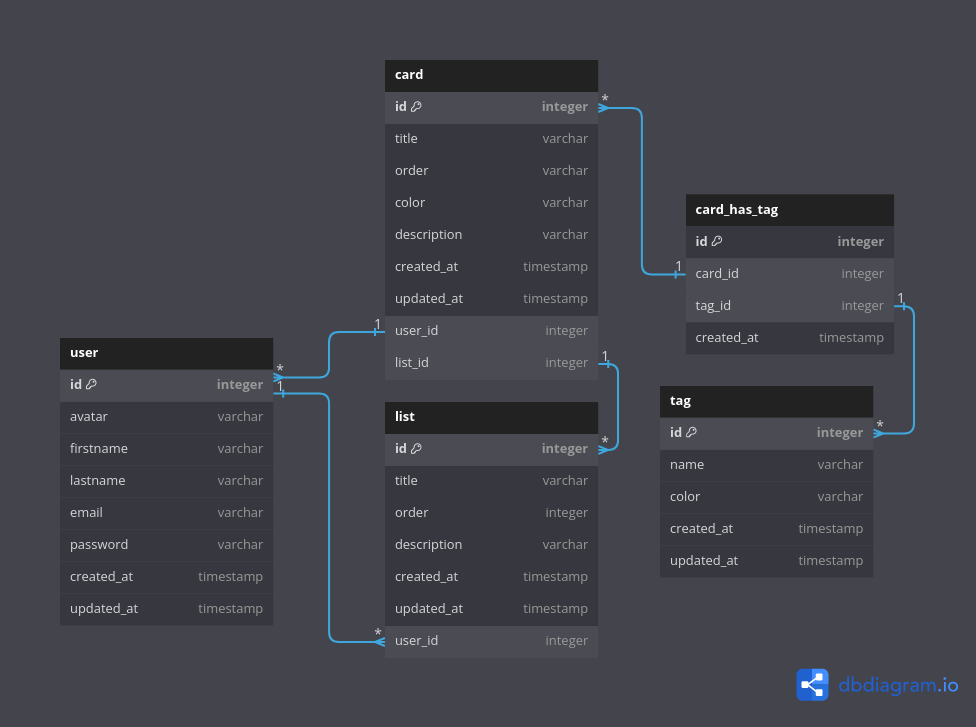 card
id integer
title varchar
order varchar
color varchar
description varchar
created_at timestamp
updated_at timestamp
user_id integer
list_id integer
*
1
1
*
card_has_tag
id integer
card_id integer
tag_id integer
created_at timestamp
1
1
*
user
id integer
avatar varchar
firstname varchar
lastname varchar
email varchar
password varchar
created_at timestamp
updated_at timestamp
*
1
list
id integer
title varchar
order integer
description varchar
created_at timestamp
updated_at timestamp
user_id integer
*
tag
id integer
name varchar
color varchar
created_at timestamp
updated_at timestamp
dbdiagram.io